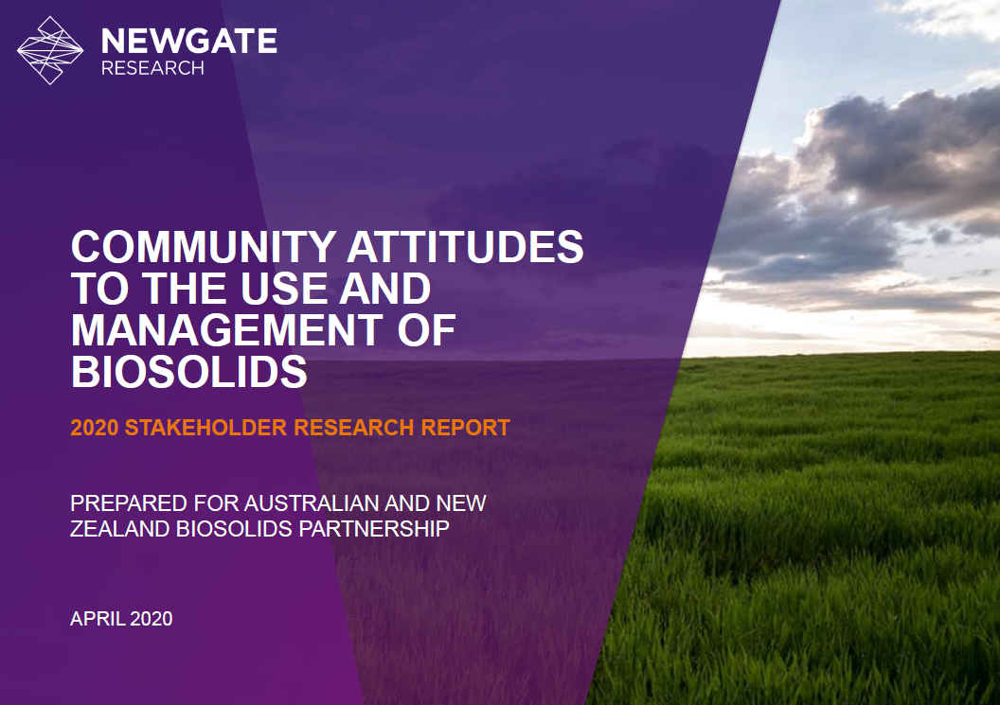 NEWGATE
RESEARCH
COMMUNITY ATTITUDES
TO THE USE AND
MANAGEMENT OF
BIOSOLIDS
2020 STAKEHOLDER RESEARCH REPORT
PREPARED FOR AUSTRALIAN AND NEW
ZEALAND BIOSOLIDS PARTNERSHIP
APRIL 2020